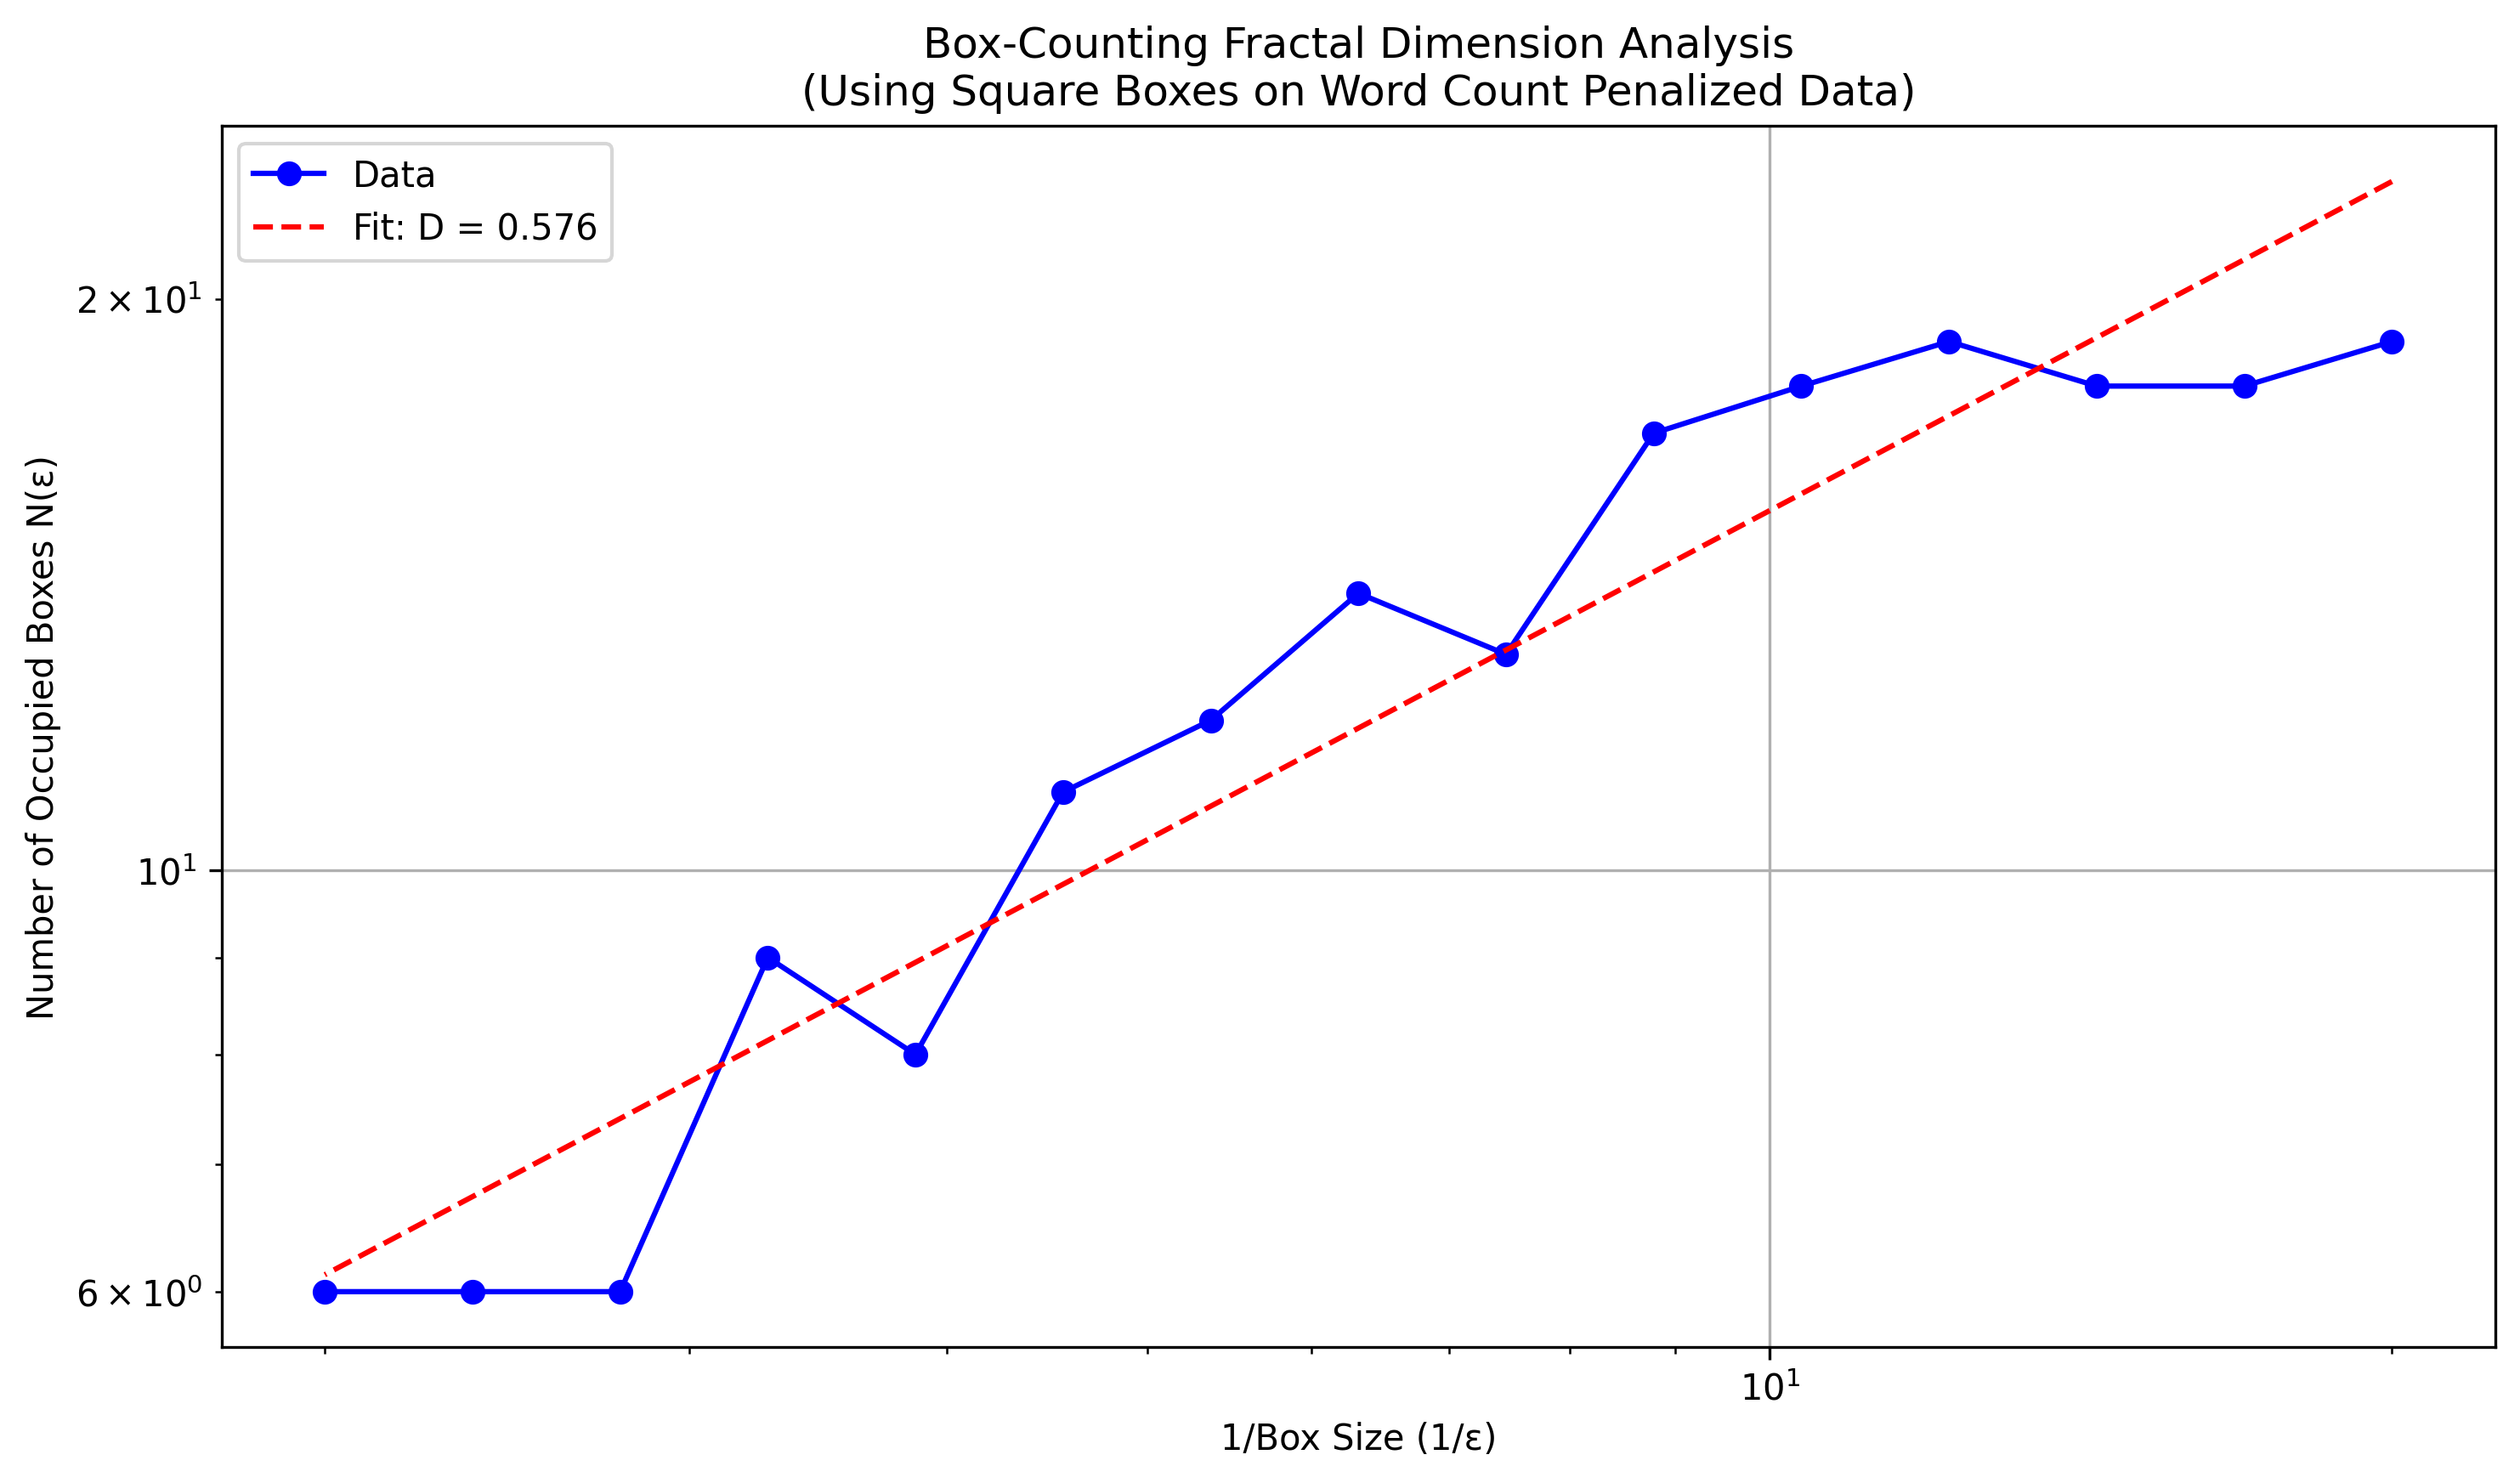 Box-Counting Fractal Dimension Analysis
(Using Square Boxes on Word Count Penalized Data)
Data
Fit: D = 0.576
2 × 10¹
10¹
6 × 10⁰
Number of Occupied Boxes N(ε)
10¹
1/Box Size (1/ε)